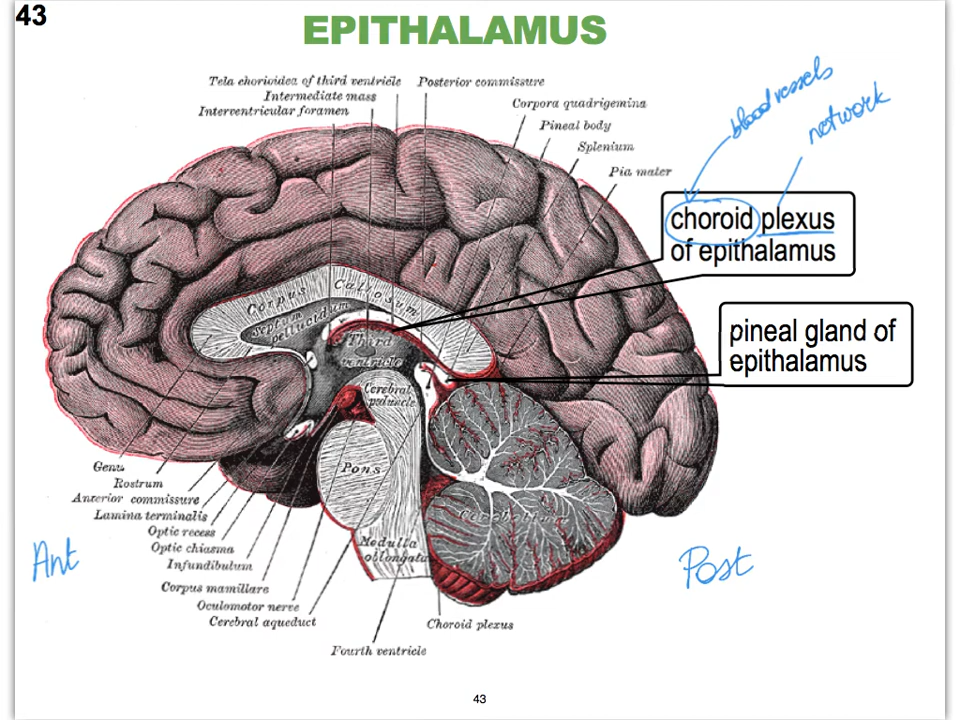 43
EPITHALAMUS
Tela chorioidea of third ventricle
Posterior commissure
Intermediate mass
Interventricular foramen
Corpora quadrigemina
Pineal body
Splenium
Pia mater
blood vessels
network
choroid plexus
of epithalamus
pineal gland of
epithalamus
Corpus Callosum
Septum
pellucidum
Third
ventricle
Cerebral
peduncle
Pons
Cerebellum
Medulla
oblongata
Genu
Rostrum
Anterior commissure
Lamina terminalis
Optic recess
Optic chiasma
Infundibulum
Corpus mamillare
Oculomotor nerve
Cerebral aqueduct
Choroid plexus
Fourth ventricle
Ant
Post
43